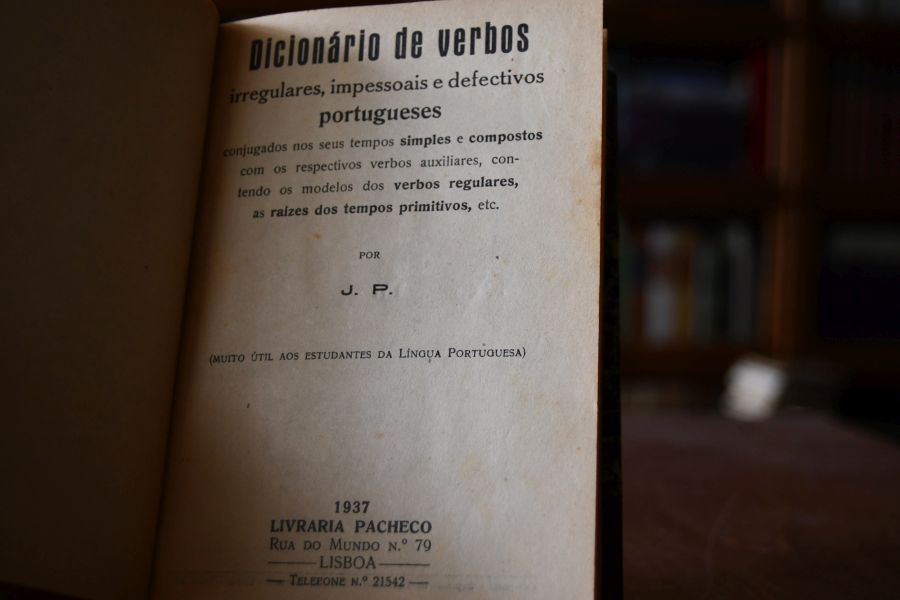 Dicionário de verbos
irregulares, impessoais e defectivos
portugueses
conjugados nos seus tempos simples e compostos
com os respectivos verbos auxiliares, con-
tendo os modelos dos verbos regulares,
as raízes dos tempos primitivos, etc.
POR
J. P.
(MUITO ÚTIL AOS ESTUDANTES DA LÍNGUA PORTUGUESA)
1937
LIVRARIA PACHECO
RUA DO MUNDO N.º 79
LISBOA
TELEFONE N.º 21542